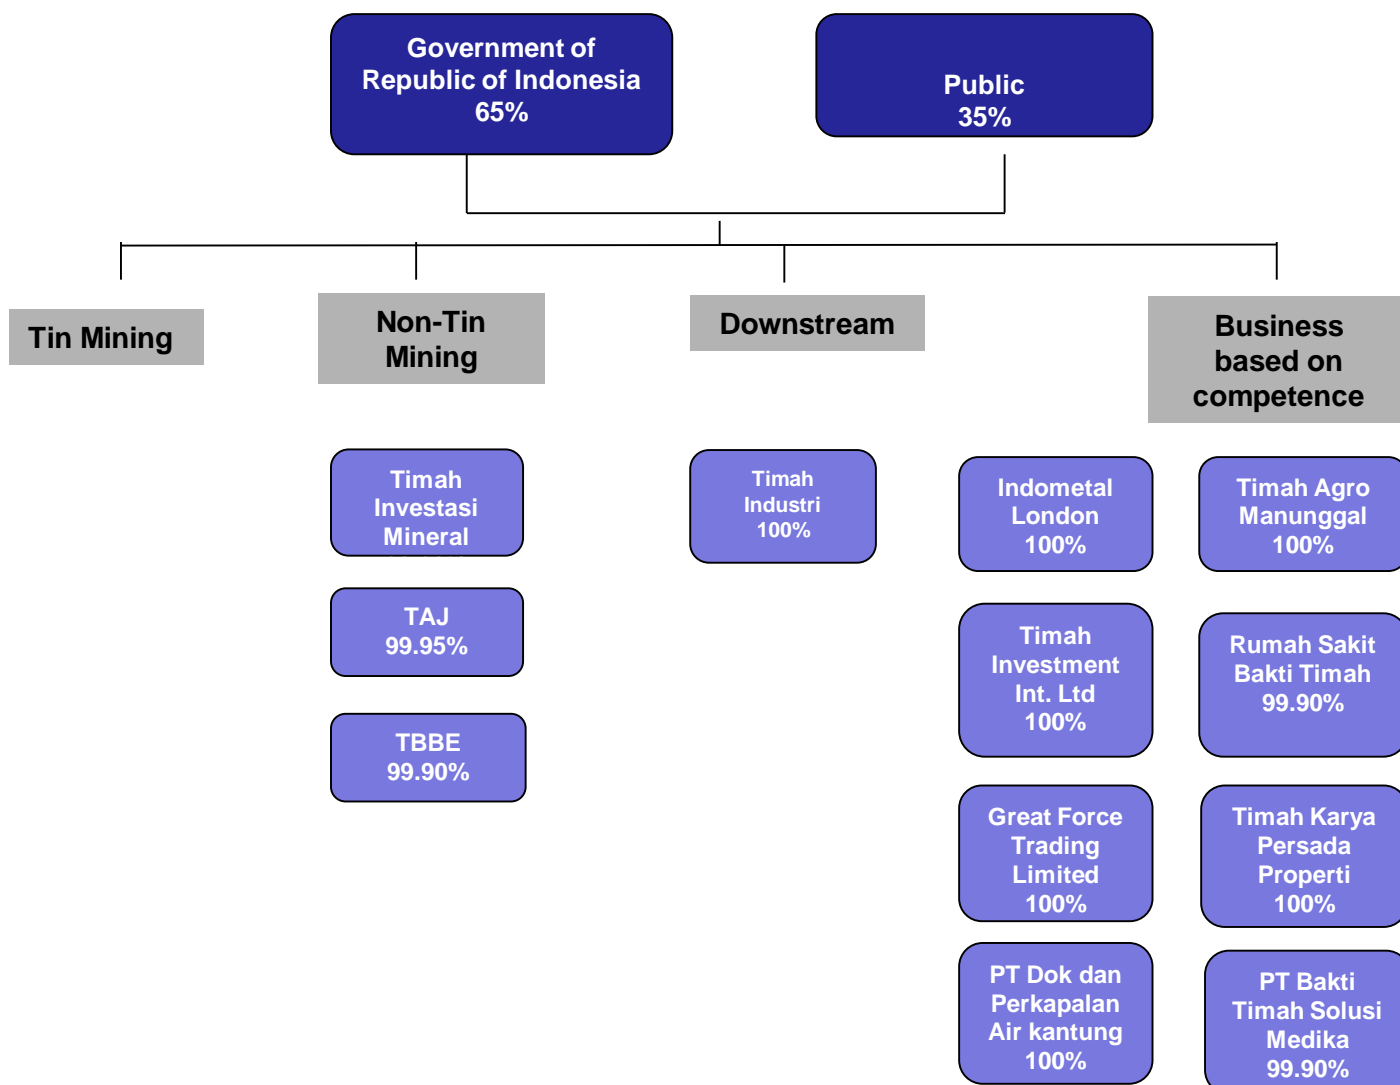 Government of
Republic of Indonesia
65%
Public
35%
Tin Mining
Non-Tin
Mining
Downstream
Business
based on
competence
Timah
Investasi
Mineral
TAJ
99.95%
TBBE
99.90%
Timah
Industri
100%
Indometal
London
100%
Timah
Investment
Int. Ltd
100%
Great Force
Trading
Limited
100%
PT Dok dan
Perkapalan
Air kantung
100%
Timah Agro
Manunggal
100%
Rumah Sakit
Bakti Timah
99.90%
Timah Karya
Persada
Properti
100%
PT Bakti
Timah Solusi
Medika
99.90%